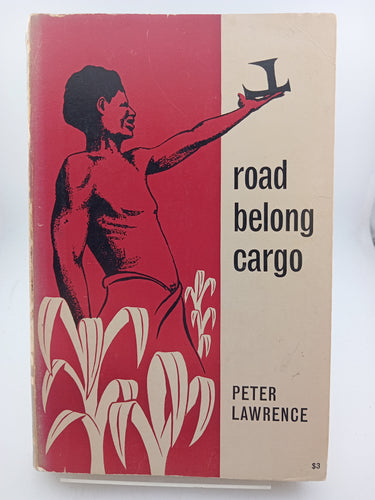 road
belong
cargo
PETER
LAWRENCE
$3